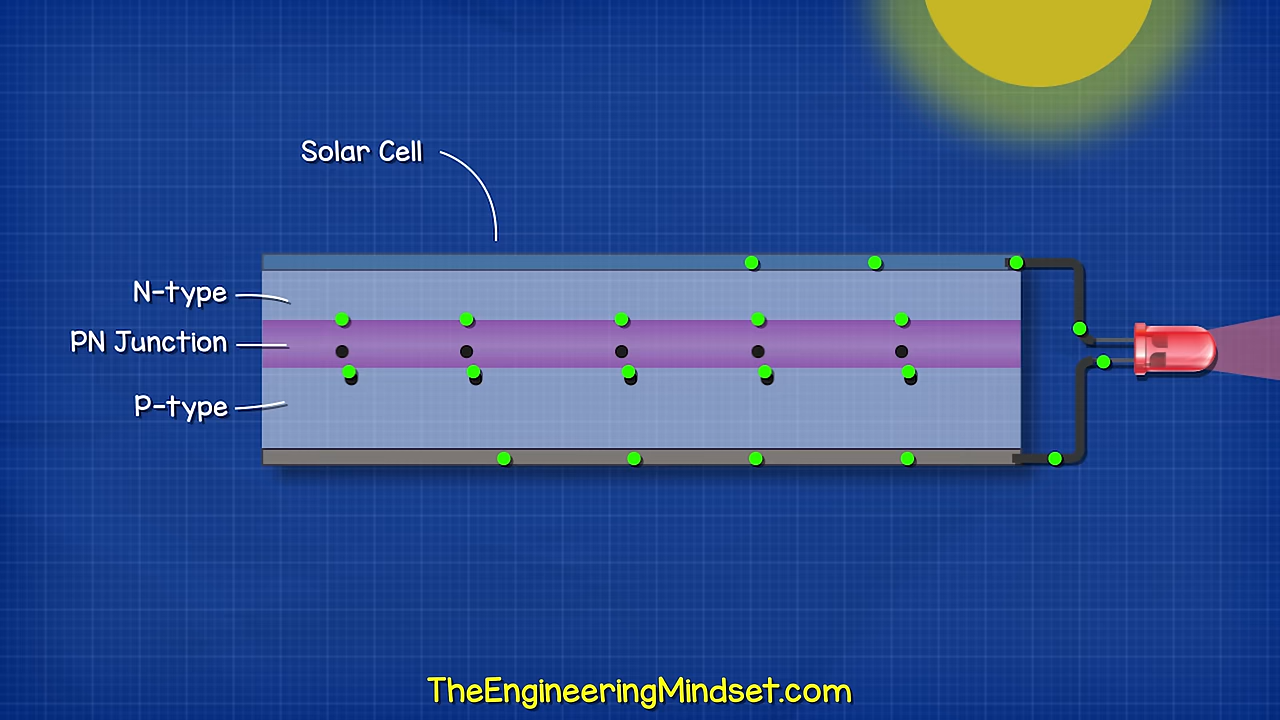 Solar Cell
N-type
PN Junction
P-type
TheEngineeringMindset.com